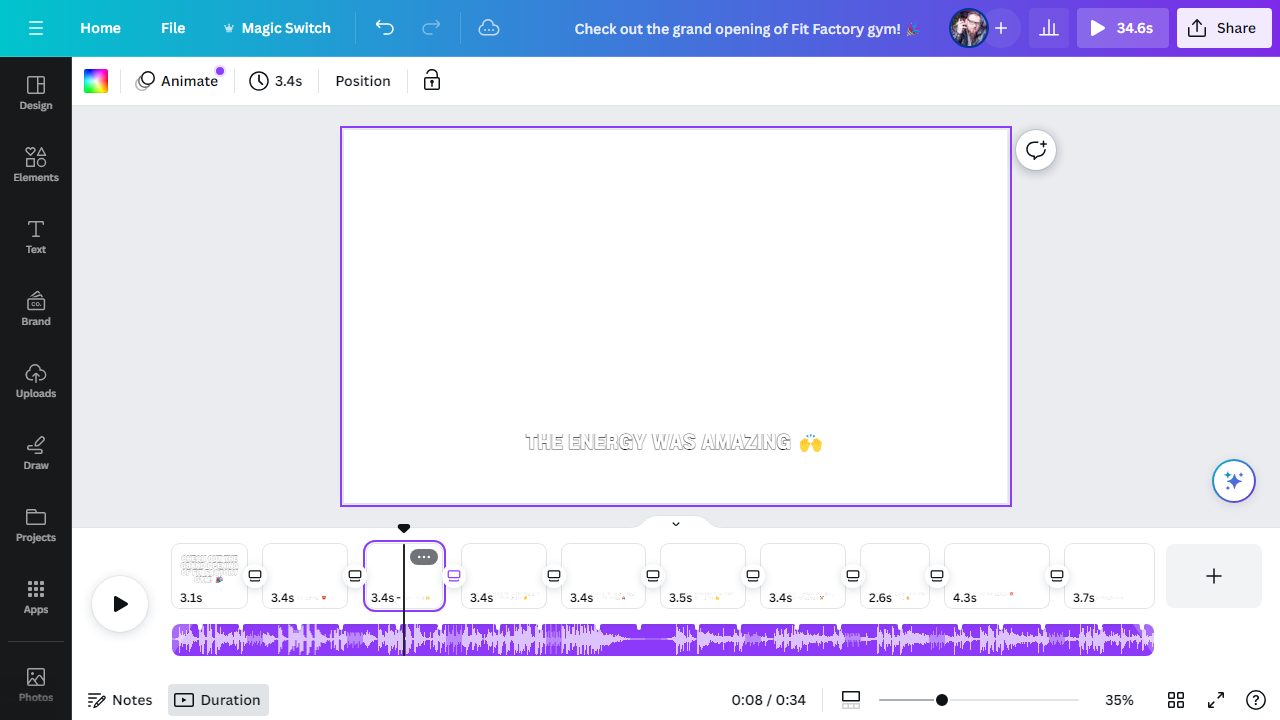 Home
File
Magic Switch
Check out the grand opening of Fit Factory gym! 🎉
34.6s
Share
Design
Elements
Text
Brand
CO.
Uploads
Draw
Projects
Apps
Photos
Animate
3.4s
Position
THE ENERGY WAS AMAZING 🙌
3.1s
3.4s
3.4s -
3.4s
3.4s
3.5s
3.4s
2.6s
4.3s
3.7s
Notes
Duration
0:08 / 0:34
35%